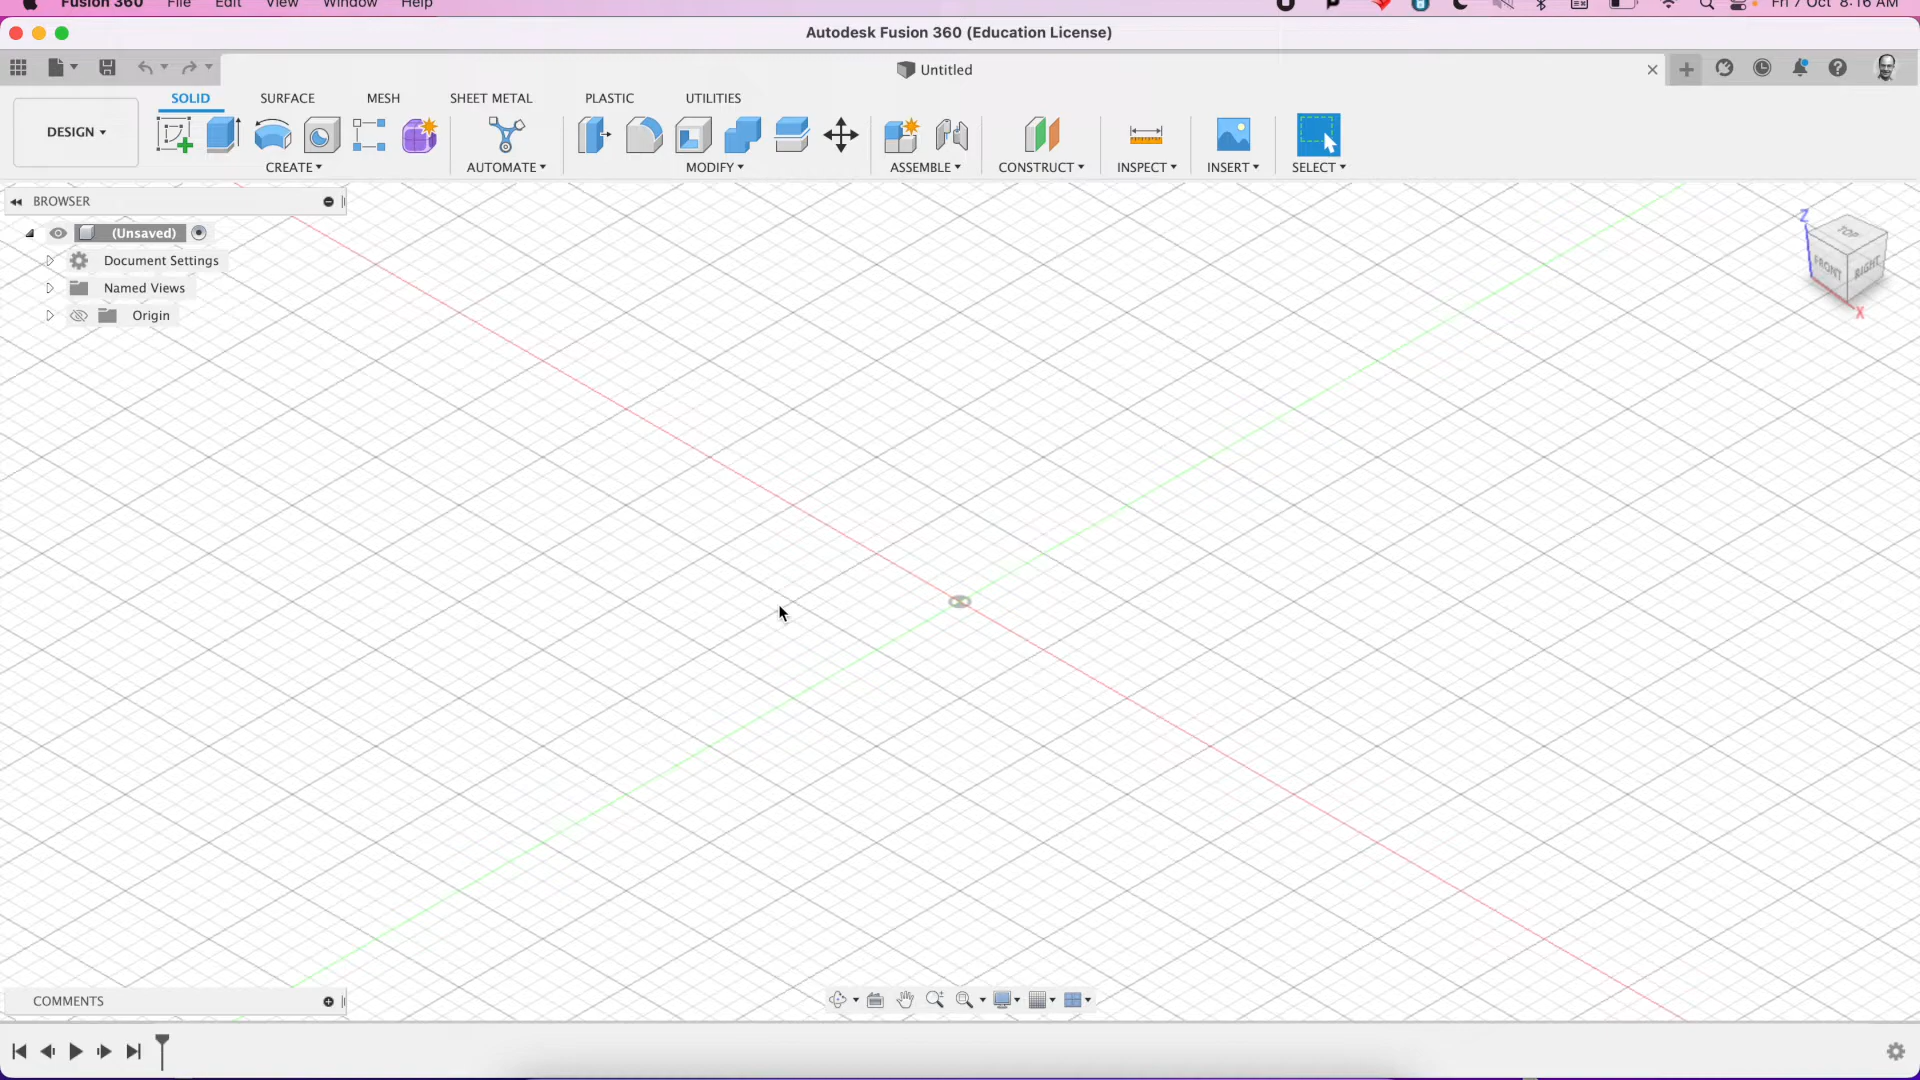 Fusion 360 File Edit View Window Help Fri 7 Oct 8:16 AM
Autodesk Fusion 360 (Education License)
Untitled
SOLID SURFACE MESH SHEET METAL PLASTIC UTILITIES
DESIGN
CREATE AUTOMATE MODIFY ASSEMBLE CONSTRUCT INSPECT INSERT SELECT
BROWSER
(Unsaved)
Document Settings
Named Views
Origin
Z
TOP
FRONT RIGHT
X
COMMENTS